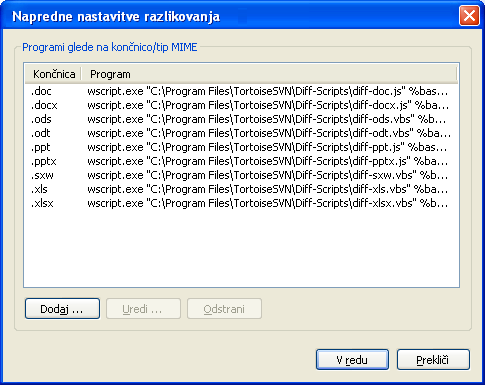 Napredne nastavitve razlikovanja
Programi glede na končnico/tip MIME
Končnica Program
.doc wscript.exe "C:\Program Files\TortoiseSVN\Diff-Scripts\diff-doc.js" %bas...
.docx wscript.exe "C:\Program Files\TortoiseSVN\Diff-Scripts\diff-docx.js" %ba...
.ods wscript.exe "C:\Program Files\TortoiseSVN\Diff-Scripts\diff-ods.vbs" %b...
.odt wscript.exe "C:\Program Files\TortoiseSVN\Diff-Scripts\diff-odt.vbs" %b...
.ppt wscript.exe "C:\Program Files\TortoiseSVN\Diff-Scripts\diff-ppt.js" %bas...
.pptx wscript.exe "C:\Program Files\TortoiseSVN\Diff-Scripts\diff-pptx.js" %ba...
.sxw wscript.exe "C:\Program Files\TortoiseSVN\Diff-Scripts\diff-sxw.vbs" %b...
.xls wscript.exe "C:\Program Files\TortoiseSVN\Diff-Scripts\diff-xls.vbs" %ba...
.xlsx wscript.exe "C:\Program Files\TortoiseSVN\Diff-Scripts\diff-xlsx.vbs" %b...
Dodaj ... Uredi ... Odstrani
V redu Prekliči